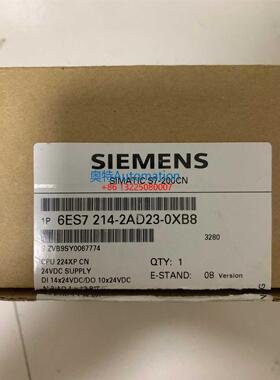 SIEMENS
SIMATIC S7-200CN
奥特Automation
+86 13225080007
1P 6ES7 214-2AD23-0XB8
3280
ZVB9SY0067774
CPU 224XP CN
QTY: 1
24VDC SUPPLY
E-STAND: 08 Version
DI 14x24VDC/DO 10x24VDC